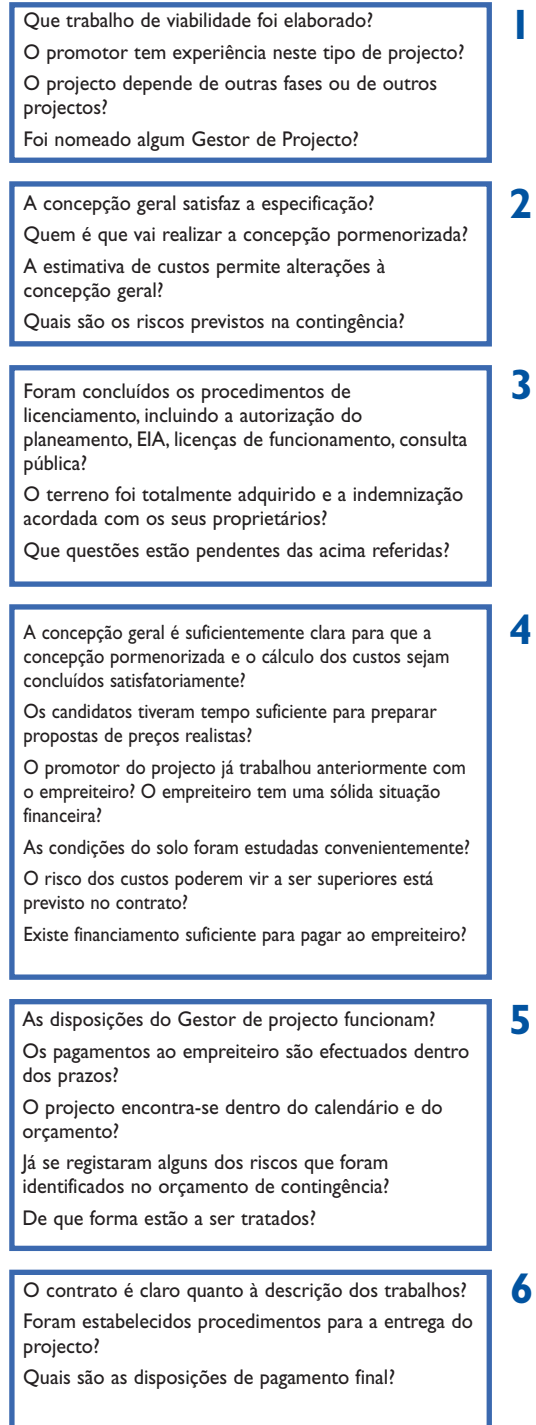 1
Que trabalho de viabilidade foi elaborado?
O promotor tem experiência neste tipo de projecto?
O projecto depende de outras fases ou de outros
projectos?
Foi nomeado algum Gestor de Projecto?
2
A concepção geral satisfaz a especificação?
Quem é que vai realizar a concepção pormenorizada?
A estimativa de custos permite alterações à
concepção geral?
Quais são os riscos previstos na contingência?
3
Foram concluídos os procedimentos de
licenciamento, incluindo a autorização do
planeamento, EIA, licenças de funcionamento, consulta
pública?
O terreno foi totalmente adquirido e a indemnização
acordada com os seus proprietários?
Que questões estão pendentes das acima referidas?
4
A concepção geral é suficientemente clara para que a
concepção pormenorizada e o cálculo dos custos sejam
concluídos satisfatoriamente?
Os candidatos tiveram tempo suficiente para preparar
propostas de preços realistas?
O promotor do projecto já trabalhou anteriormente com
o empreiteiro? O empreiteiro tem uma sólida situação
financeira?
As condições do solo foram estudadas convenientemente?
O risco dos custos poderem vir a ser superiores está
previsto no contrato?
Existe financiamento suficiente para pagar ao empreiteiro?
5
As disposições do Gestor de projecto funcionam?
Os pagamentos ao empreiteiro são efectuados dentro
dos prazos?
O projecto encontra-se dentro do calendário e do
orçamento?
Já se registaram alguns dos riscos que foram
identificados no orçamento de contingência?
De que forma estão a ser tratados?
6
O contrato é claro quanto à descrição dos trabalhos?
Foram estabelecidos procedimentos para a entrega do
projecto?
Quais são as disposições de pagamento final?